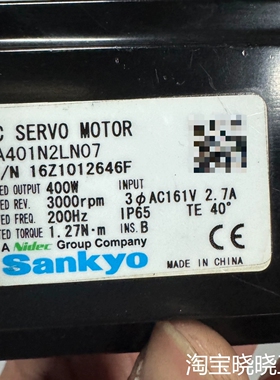 C SERVO MOTOR
A401N2LN07
/N 16Z1012646F
ED OUTPUT 400W INPUT
ED REV. 3000rpm 3φAC161V 2.7A
ED FREQ. 200Hz IP65 TE 40°
ED TORQUE 1.27N·m INS.B
A Nidec Group Company
Sankyo
MADE IN CHINA
淘宝晓晓